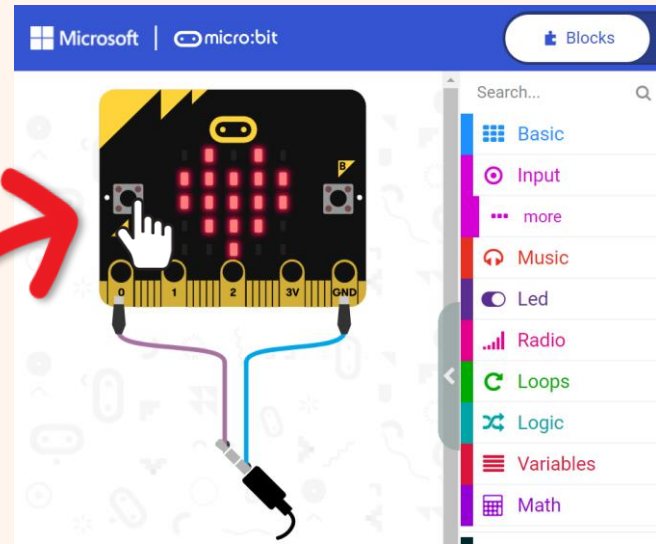 Microsoft | micro:bit
Blocks
Search...
Basic
Input
more
Music
Led
Radio
Loops
Logic
Variables
Math
B
0 1 2 3V GND